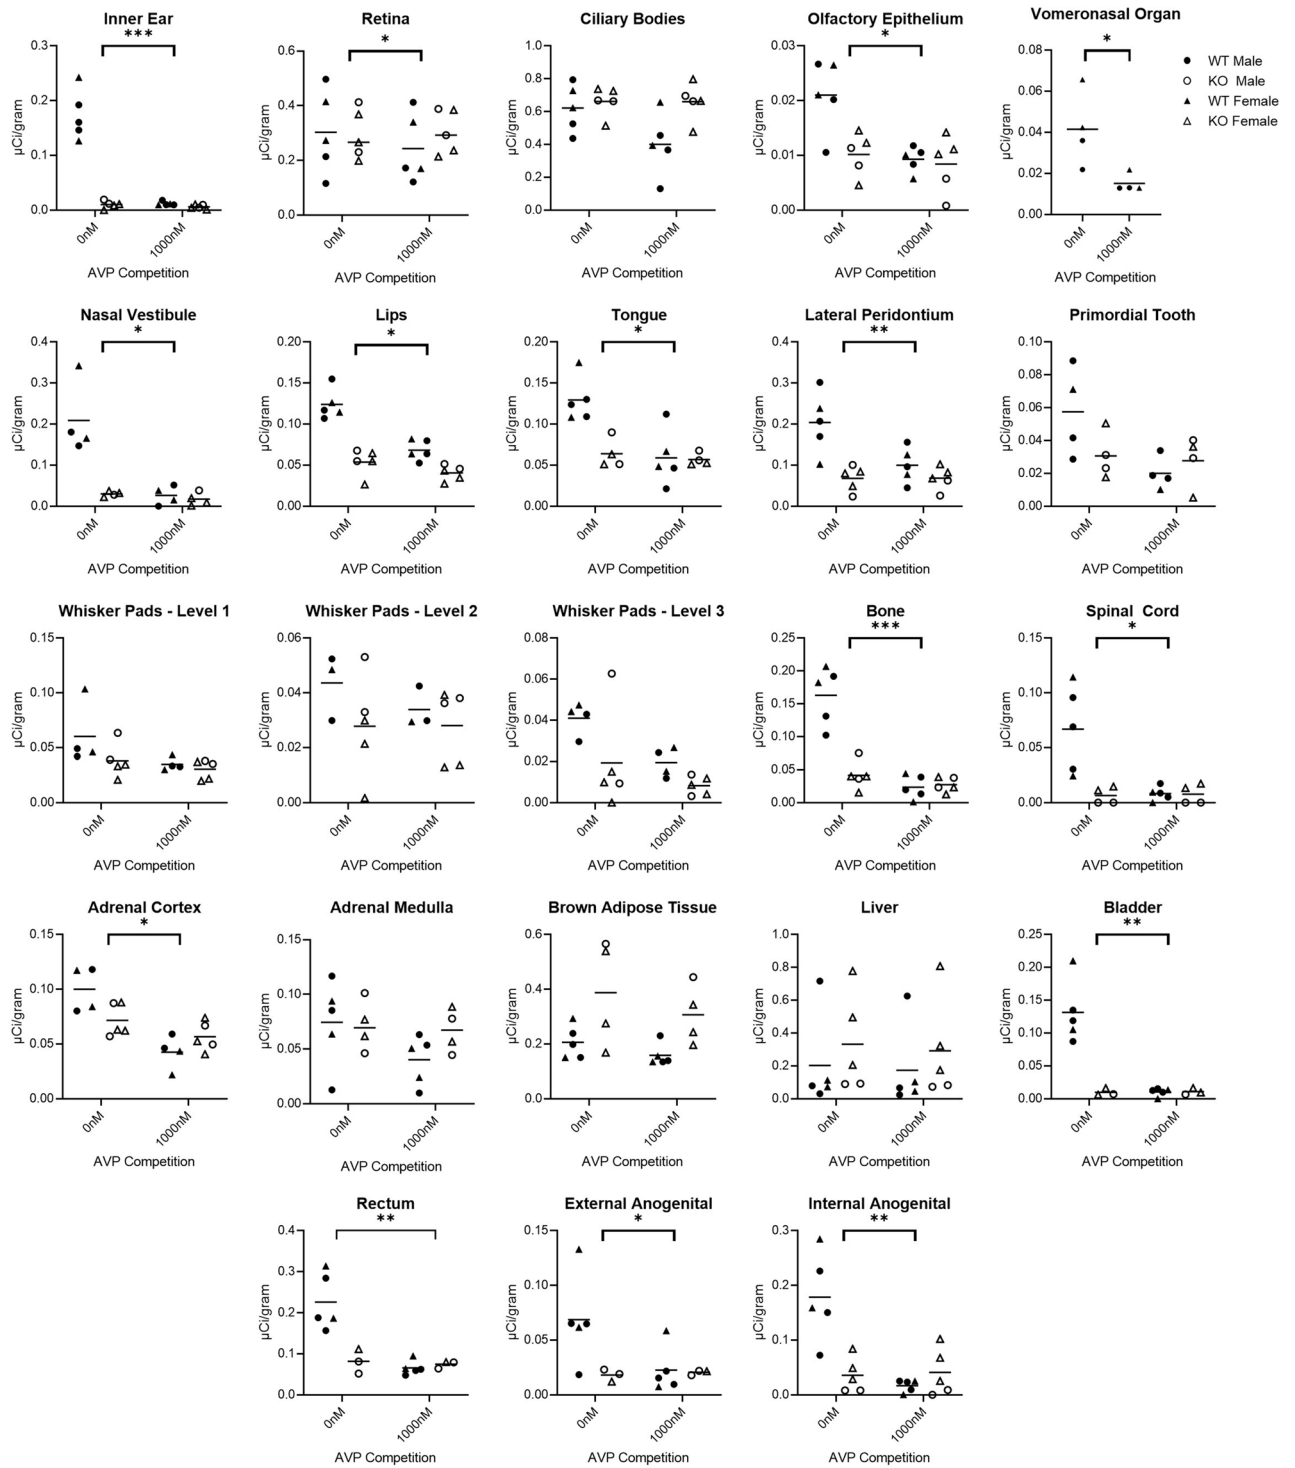 Inner Ear
***
0.3
0.2
0.1
0.0
µCi/gram
0nM
1000nM
AVP Competition
Retina
*
0.6
0.4
0.2
0.0
µCi/gram
0nM
1000nM
AVP Competition
Ciliary Bodies
1.0
0.8
0.6
0.4
0.2
0.0
µCi/gram
0nM
1000nM
AVP Competition
Olfactory Epithelium
*
0.03
0.02
0.01
0.00
µCi/gram
0nM
1000nM
AVP Competition
Vomeronasal Organ
*
0.08
0.06
0.04
0.02
0.00
µCi/gram
0nM
1000nM
AVP Competition
WT Male
KO Male
WT Female
KO Female
Nasal Vestibule
*
0.4
0.3
0.2
0.1
0.0
µCi/gram
0nM
1000nM
AVP Competition
Lips
*
0.20
0.15
0.10
0.05
0.00
µCi/gram
0nM
1000nM
AVP Competition
Tongue
*
0.20
0.15
0.10
0.05
0.00
µCi/gram
0nM
1000nM
AVP Competition
Lateral Peridontium
**
0.4
0.3
0.2
0.1
0.0
µCi/gram
0nM
1000nM
AVP Competition
Primordial Tooth
0.10
0.08
0.06
0.04
0.02
0.00
µCi/gram
0nM
1000nM
AVP Competition
Whisker Pads - Level 1
0.15
0.10
0.05
0.00
µCi/gram
0nM
1000nM
AVP Competition
Whisker Pads - Level 2
0.06
0.04
0.02
0.00
µCi/gram
0nM
1000nM
AVP Competition
Whisker Pads - Level 3
0.08
0.06
0.04
0.02
0.00
µCi/gram
0nM
1000nM
AVP Competition
Bone
***
0.25
0.20
0.15
0.10
0.05
0.00
µCi/gram
0nM
1000nM
AVP Competition
Spinal Cord
*
0.15
0.10
0.05
0.00
µCi/gram
0nM
1000nM
AVP Competition
Adrenal Cortex
*
0.15
0.10
0.05
0.00
µCi/gram
0nM
1000nM
AVP Competition
Adrenal Medulla
0.15
0.10
0.05
0.00
µCi/gram
0nM
1000nM
AVP Competition
Brown Adipose Tissue
0.6
0.4
0.2
0.0
µCi/gram
0nM
1000nM
AVP Competition
Liver
1.0
0.8
0.6
0.4
0.2
0.0
µCi/gram
0nM
1000nM
AVP Competition
Bladder
**
0.25
0.20
0.15
0.10
0.05
0.00
µCi/gram
0nM
1000nM
AVP Competition
Rectum
**
0.4
0.3
0.2
0.1
0.0
µCi/gram
0nM
1000nM
AVP Competition
External Anogenital
*
0.15
0.10
0.05
0.00
µCi/gram
0nM
1000nM
AVP Competition
Internal Anogenital
**
0.3
0.2
0.1
0.0
µCi/gram
0nM
1000nM
AVP Competition